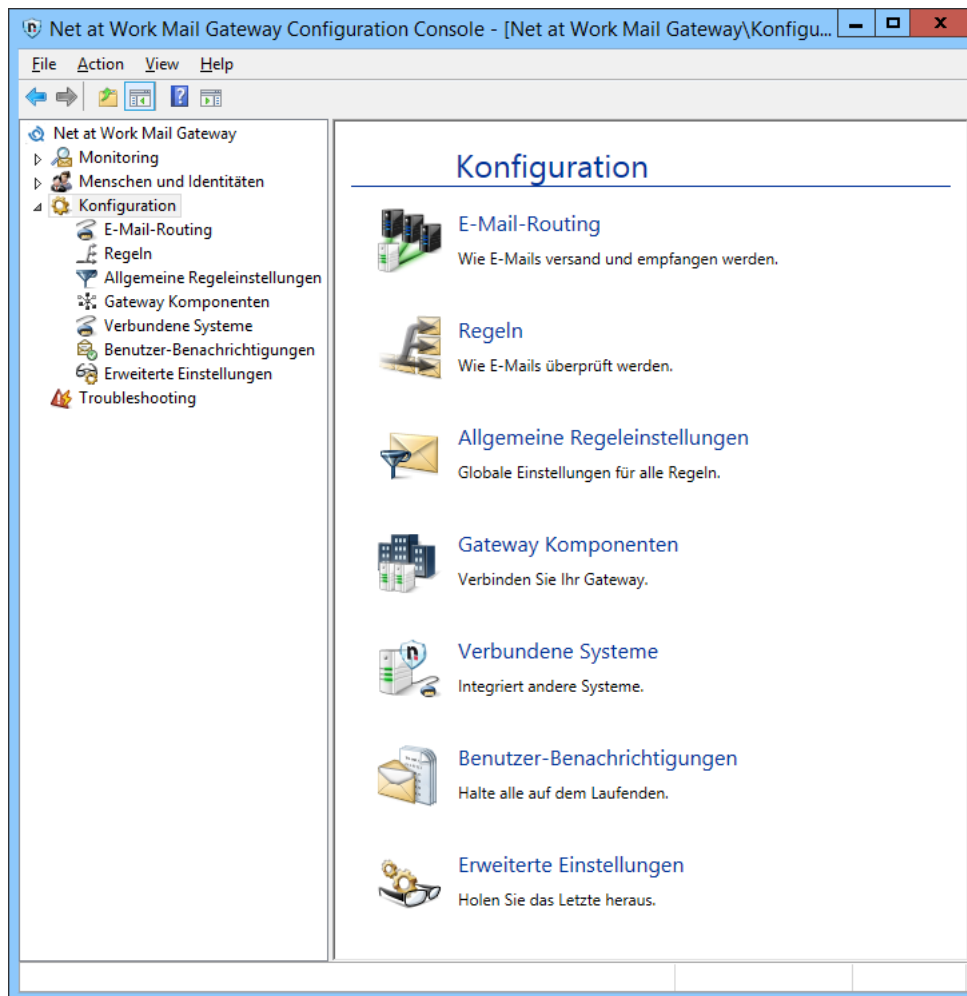 Net at Work Mail Gateway Configuration Console - [Net at Work Mail Gateway\Konfigu...
File Action View Help
Net at Work Mail Gateway
Monitoring
Menschen und Identitäten
Konfiguration
E-Mail-Routing
Regeln
Allgemeine Regeleinstellungen
Gateway Komponenten
Verbundene Systeme
Benutzer-Benachrichtigungen
Erweiterte Einstellungen
Troubleshooting
Konfiguration
E-Mail-Routing
Wie E-Mails versand und empfangen werden.
Regeln
Wie E-Mails überprüft werden.
Allgemeine Regeleinstellungen
Globale Einstellungen für alle Regeln.
Gateway Komponenten
Verbinden Sie Ihr Gateway.
Verbundene Systeme
Integriert andere Systeme.
Benutzer-Benachrichtigungen
Halte alle auf dem Laufenden.
Erweiterte Einstellungen
Holen Sie das Letzte heraus.